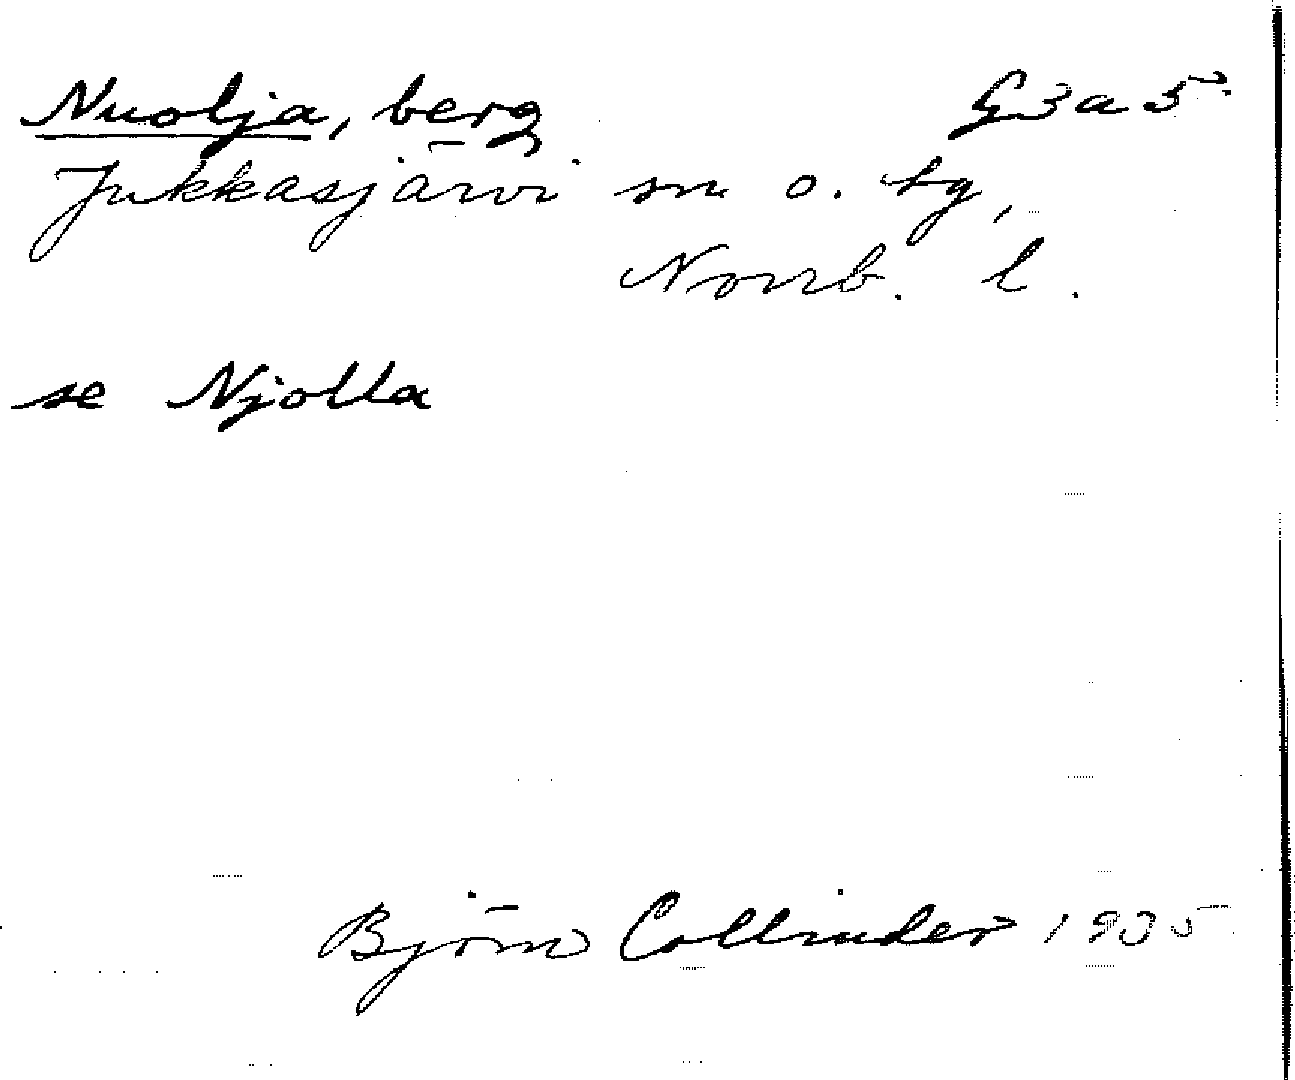 Nuolja, berg G3a5
Jukkasjärvi sn o. tg,
Norrb. l.
se Njolla
Björn Collinder 1935